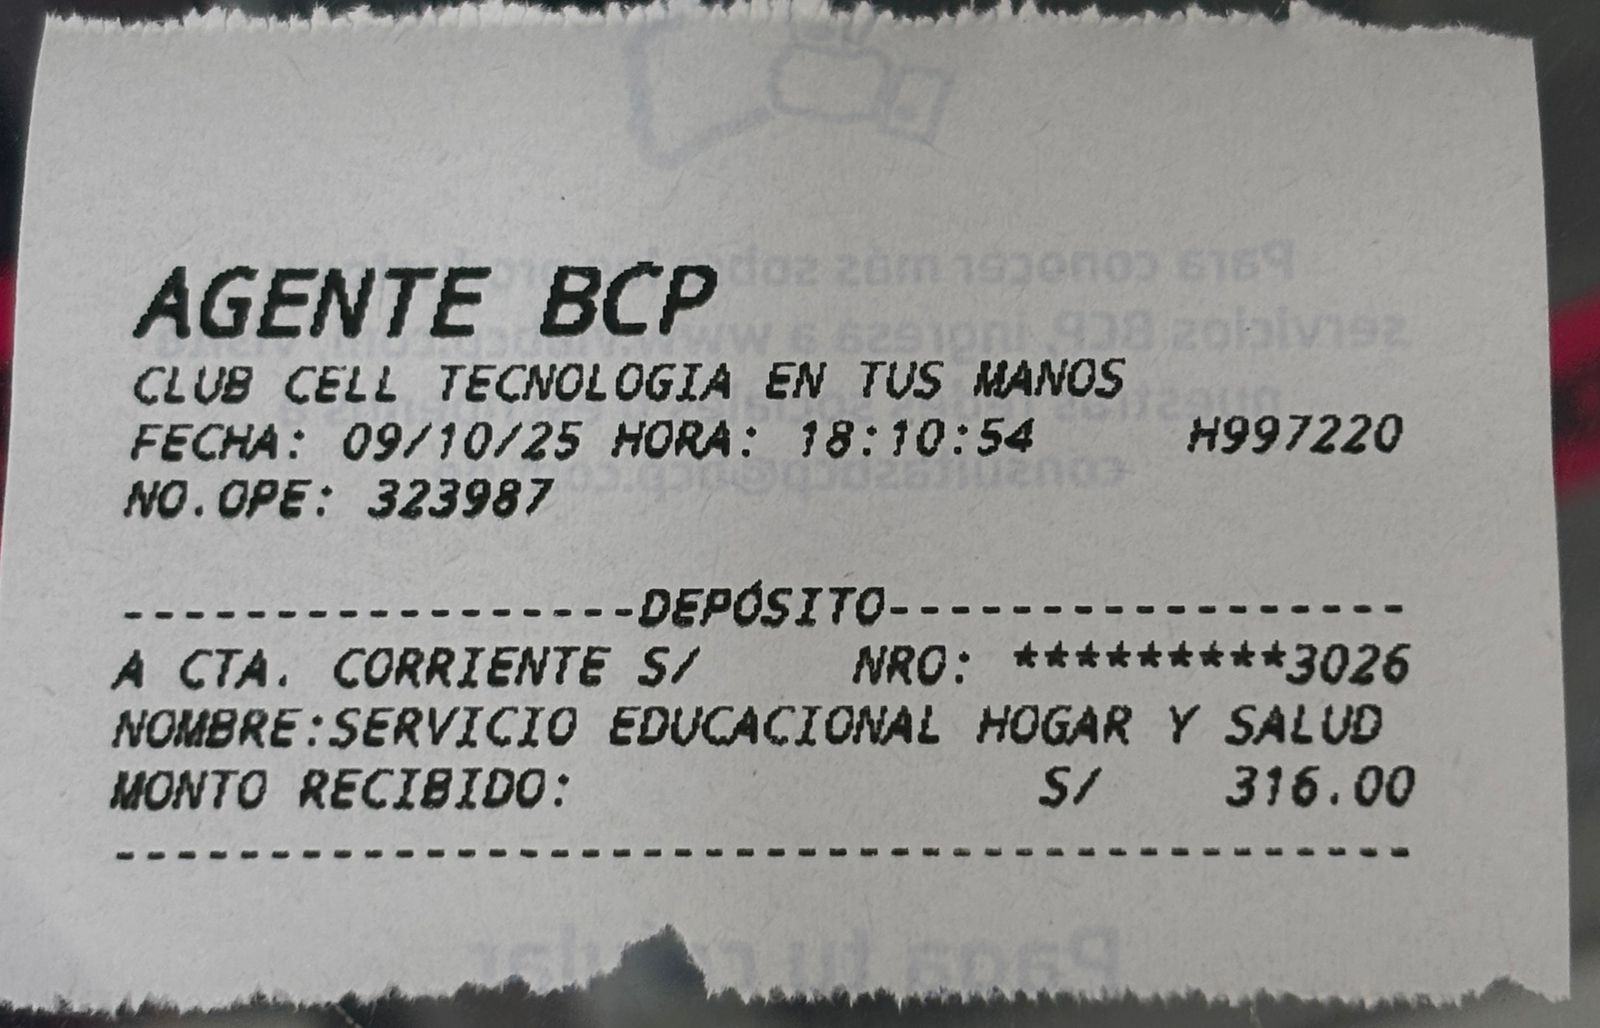 AGENTE BCP
CLUB CELL TECNOLOGIA EN TUS MANOS
FECHA: 09/10/25 HORA: 18:10:54 H997220
NO.OPE: 323987
-----------------DEPÓSITO-----------------
A CTA. CORRIENTE S/ NRO: *********3026
NOMBRE:SERVICIO EDUCACIONAL HOGAR Y SALUD
MONTO RECIBIDO: S/ 316.00
------------------------------------------